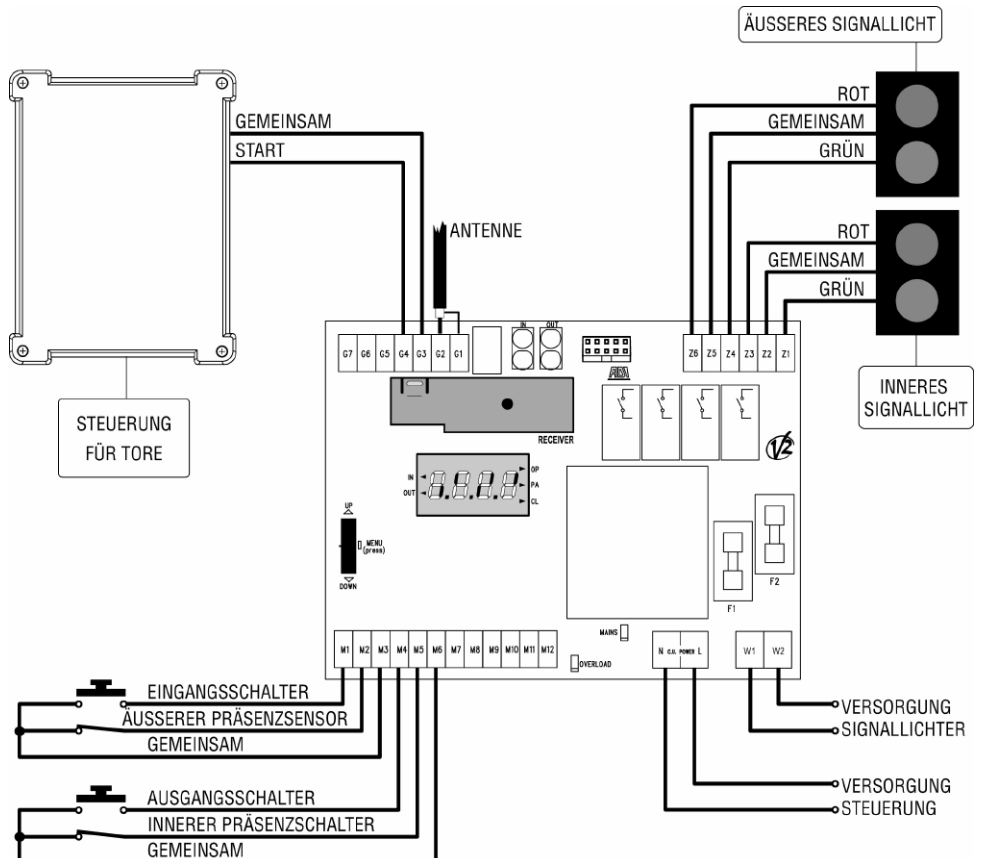 ÄUSSERES SIGNALLICHT
ROT
GEMEINSAM
GRÜN
GEMEINSAM
START
ANTENNE
ROT
GEMEINSAM
GRÜN
INNERES
SIGNALLICHT
STEUERUNG
FÜR TORE
IN OUT
G7 G6 G5 G4 G3 G2 G1
Z6 Z5 Z4 Z3 Z2 Z1
RECEIVER
V2
IN
OUT
OP
PA
CL
UP
MENU
(press)
DOWN
F1
F2
MAINS
OVERLOAD
M1 M2 M3 M4 M5 M6 M7 M8 M9 M10 M11 M12
N C.U. POWER L
W1 W2
EINGANGSSCHALTER
ÄUSSERER PRÄSENZSENSOR
GEMEINSAM
VERSORGUNG
SIGNALLICHTER
AUSGANGSSCHALTER
INNERER PRÄSENZSCHALTER
GEMEINSAM
VERSORGUNG
STEUERUNG